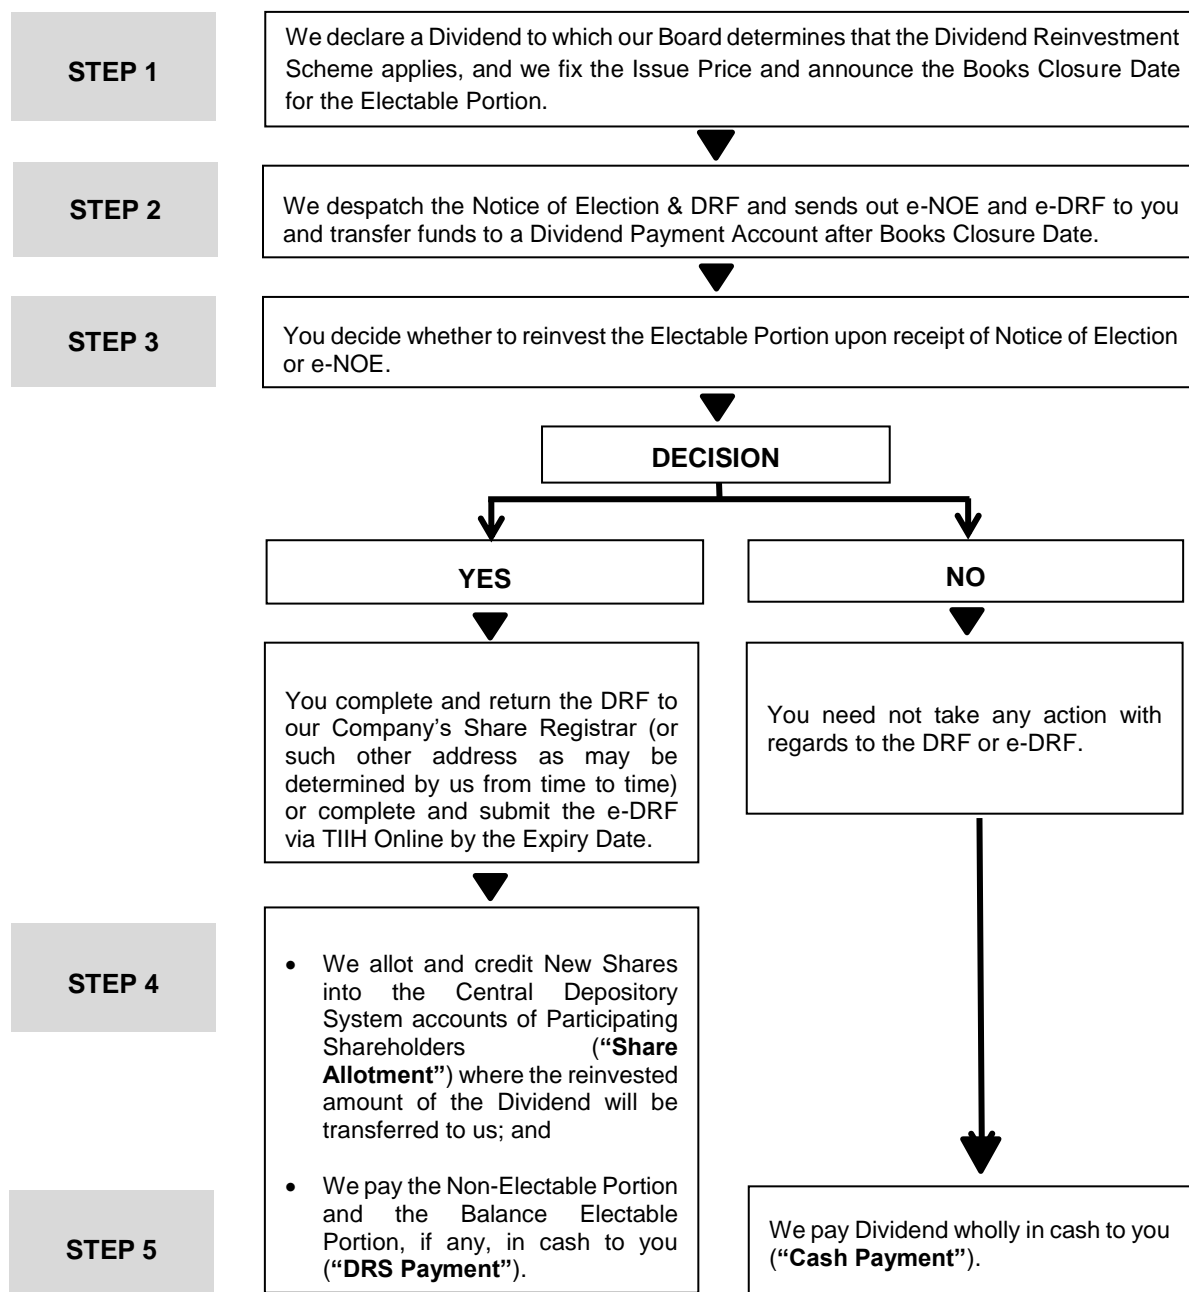 STEP 1
We declare a Dividend to which our Board determines that the Dividend Reinvestment
Scheme applies, and we fix the Issue Price and announce the Books Closure Date
for the Electable Portion.
STEP 2
We despatch the Notice of Election & DRF and sends out e-NOE and e-DRF to you
and transfer funds to a Dividend Payment Account after Books Closure Date.
STEP 3
You decide whether to reinvest the Electable Portion upon receipt of Notice of Election
or e-NOE.
DECISION
YES
NO
You complete and return the DRF to
our Company’s Share Registrar (or
such other address as may be
determined by us from time to time)
or complete and submit the e-DRF
via TIIH Online by the Expiry Date.
You need not take any action with
regards to the DRF or e-DRF.
STEP 4
• We allot and credit New Shares
into the Central Depository
System accounts of Participating
Shareholders (“Share
Allotment”) where the reinvested
amount of the Dividend will be
transferred to us; and
• We pay the Non-Electable Portion
and the Balance Electable
Portion, if any, in cash to you
(“DRS Payment”).
STEP 5
We pay Dividend wholly in cash to you
(“Cash Payment”).